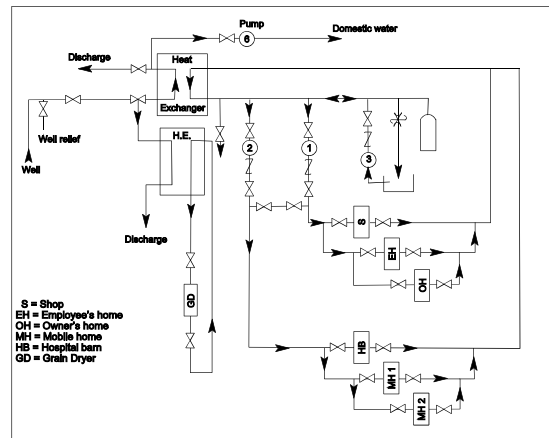 Pump
6
Domestic water
Discharge
Heat
Exchanger
Well relief
Well
H.E.
2
1
3
Discharge
S
EH
OH
GD
HB
MH 1
MH 2
S = Shop
EH = Employee's home
OH = Owner's home
MH = Mobile home
HB = Hospital barn
GD = Grain Dryer